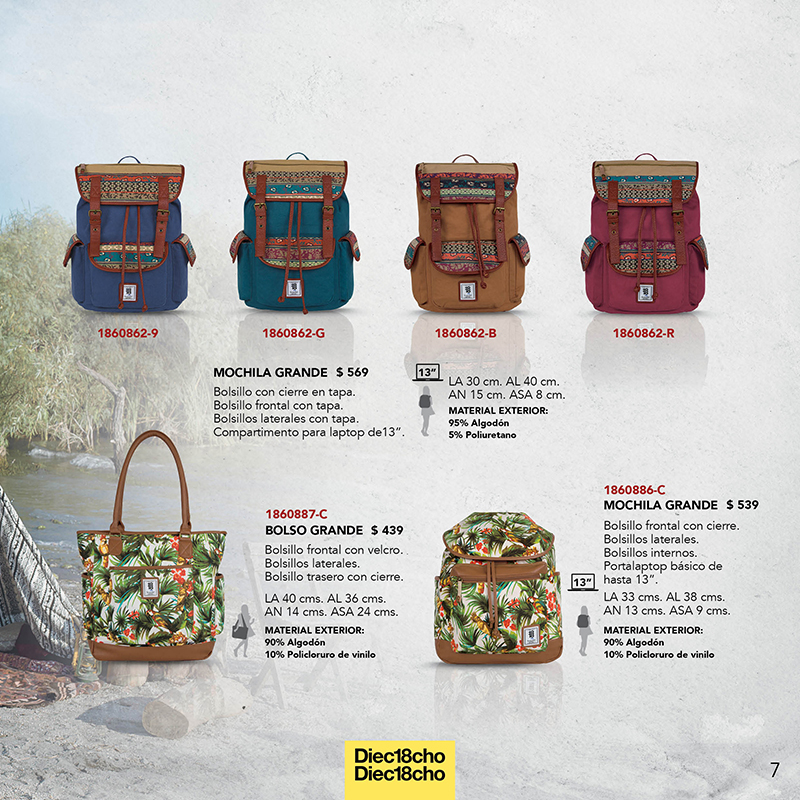 1860862-9
1860862-G
1860862-B
1860862-R
MOCHILA GRANDE $ 569
Bolsillo con cierre en tapa.
Bolsillo frontal con tapa.
Bolsillos laterales con tapa.
Compartimento para laptop de13”.
13”
LA 30 cm. AL 40 cm.
AN 15 cm. ASA 8 cm.
MATERIAL EXTERIOR:
95% Algodón
5% Poliuretano
1860887-C
BOLSO GRANDE $ 439
Bolsillo frontal con velcro.
Bolsillos laterales.
Bolsillo trasero con cierre.
LA 40 cms. AL 36 cms.
AN 14 cms. ASA 24 cms.
MATERIAL EXTERIOR:
90% Algodón
10% Policloruro de vinilo
1860886-C
MOCHILA GRANDE $ 539
Bolsillo frontal con cierre.
Bolsillos laterales.
Bolsillos internos.
Portalaptop básico de
hasta 13”.
13”
LA 33 cms. AL 38 cms.
AN 13 cms. ASA 9 cms.
MATERIAL EXTERIOR:
90% Algodón
10% Policloruro de vinilo
Diec18cho
Diec18cho
7